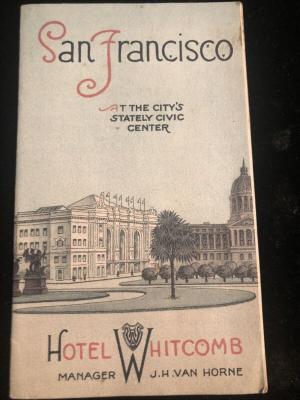 San Francisco
AT THE CITY'S
STATELY CIVIC
CENTER
HOTEL WHITCOMB
MANAGER J.H. VAN HORNE